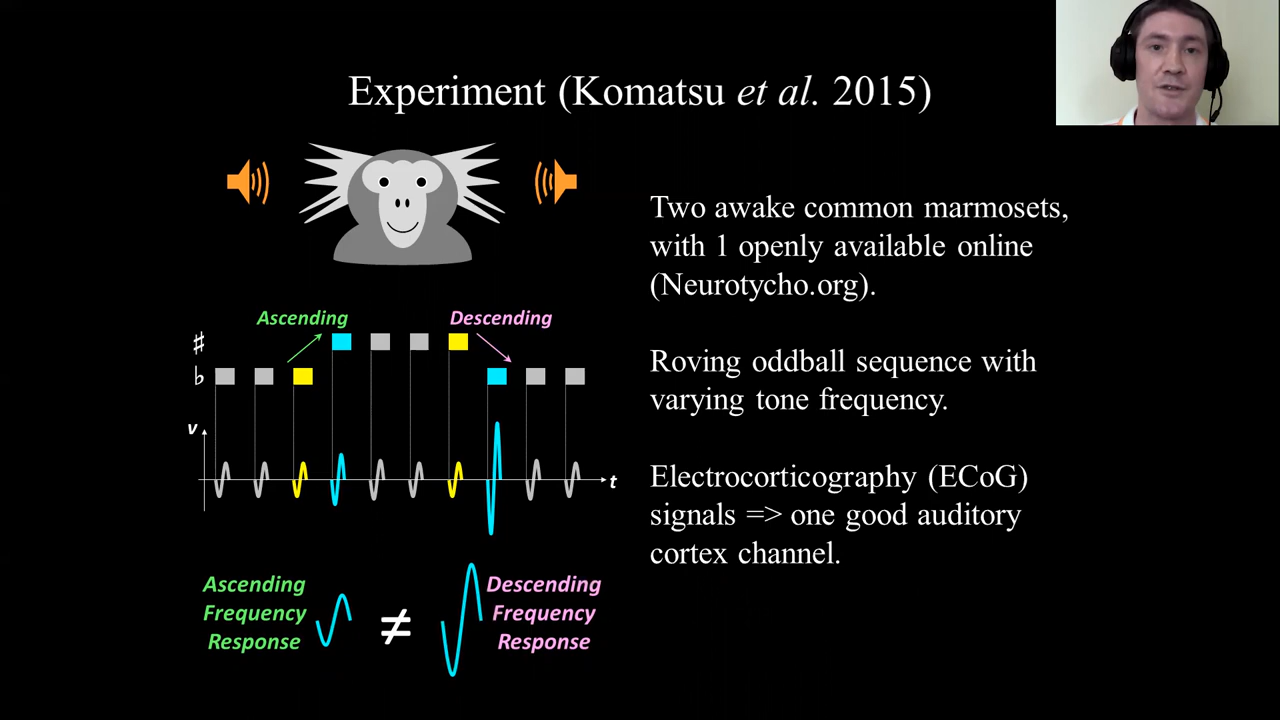 Experiment (Komatsu et al. 2015)
Two awake common marmosets,
with 1 openly available online
(Neurotycho.org).
Roving oddball sequence with
varying tone frequency.
Electrocorticography (ECoG)
signals => one good auditory
cortex channel.
Ascending
Descending
♯
♭
v
t
Ascending
Frequency
Response
≠
Descending
Frequency
Response